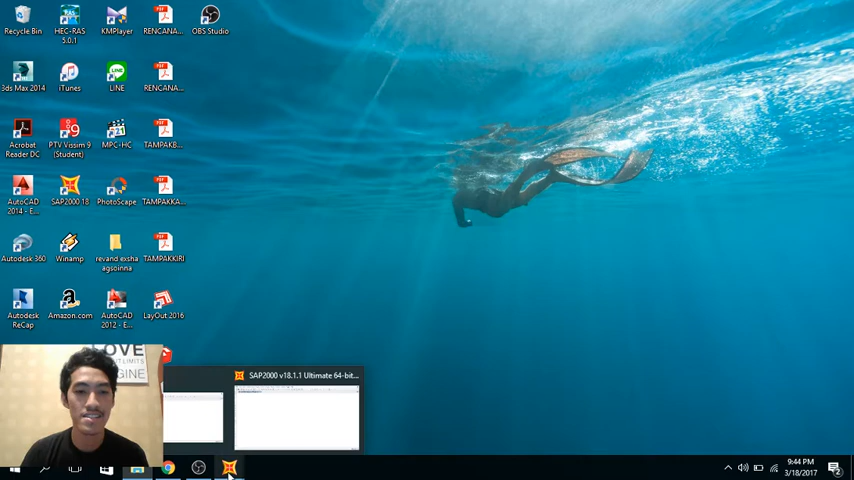 Recycle Bin
HEC-RAS
5.0.1
KMPlayer
RENCANA...
OBS Studio
3ds Max 2014
iTunes
LINE
RENCANA...
Acrobat
Reader DC
PTV Vissim 9
(Student)
MPC-HC
TAMPAKB...
AutoCAD
2014 - E...
SAP2000 18
PhotoScape
TAMPAKKA...
Autodesk 360
Winamp
revand exsha
agsoinna
TAMPAKKIRI
Autodesk
ReCap
Amazon.com
AutoCAD
2012 - E...
LayOut 2016
SAP2000 v18.1.1 Ultimate 64-bit...
9:44 PM
3/18/2017